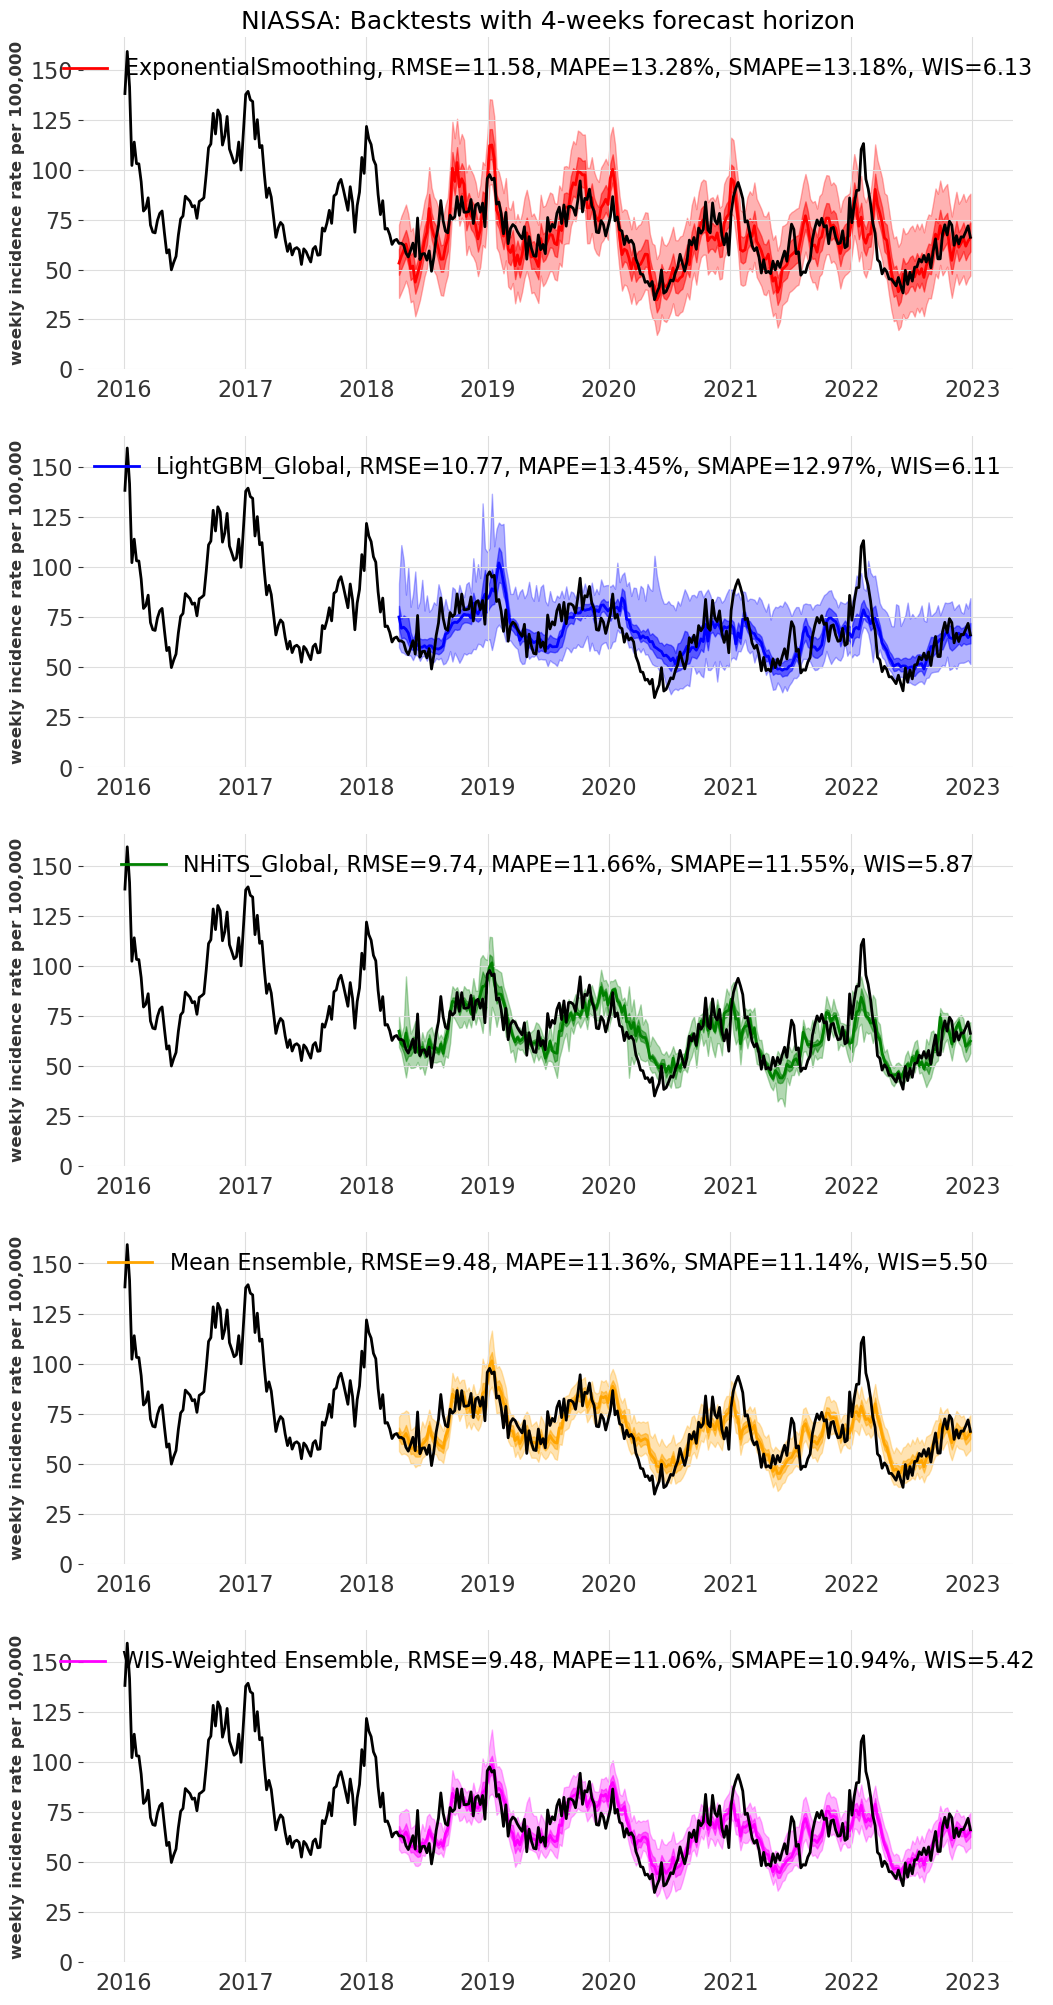 NIASSA: Backtests with 4-weeks forecast horizon
weekly incidence rate per 100,000
ExponentialSmoothing, RMSE=11.58, MAPE=13.28%, SMAPE=13.18%, WIS=6.13
150
125
100
75
50
25
0
2016 2017 2018 2019 2020 2021 2022 2023
weekly incidence rate per 100,000
LightGBM_Global, RMSE=10.77, MAPE=13.45%, SMAPE=12.97%, WIS=6.11
150
125
100
75
50
25
0
2016 2017 2018 2019 2020 2021 2022 2023
weekly incidence rate per 100,000
NHiTS_Global, RMSE=9.74, MAPE=11.66%, SMAPE=11.55%, WIS=5.87
150
125
100
75
50
25
0
2016 2017 2018 2019 2020 2021 2022 2023
weekly incidence rate per 100,000
Mean Ensemble, RMSE=9.48, MAPE=11.36%, SMAPE=11.14%, WIS=5.50
150
125
100
75
50
25
0
2016 2017 2018 2019 2020 2021 2022 2023
weekly incidence rate per 100,000
WIS-Weighted Ensemble, RMSE=9.48, MAPE=11.06%, SMAPE=10.94%, WIS=5.42
150
125
100
75
50
25
0
2016 2017 2018 2019 2020 2021 2022 2023